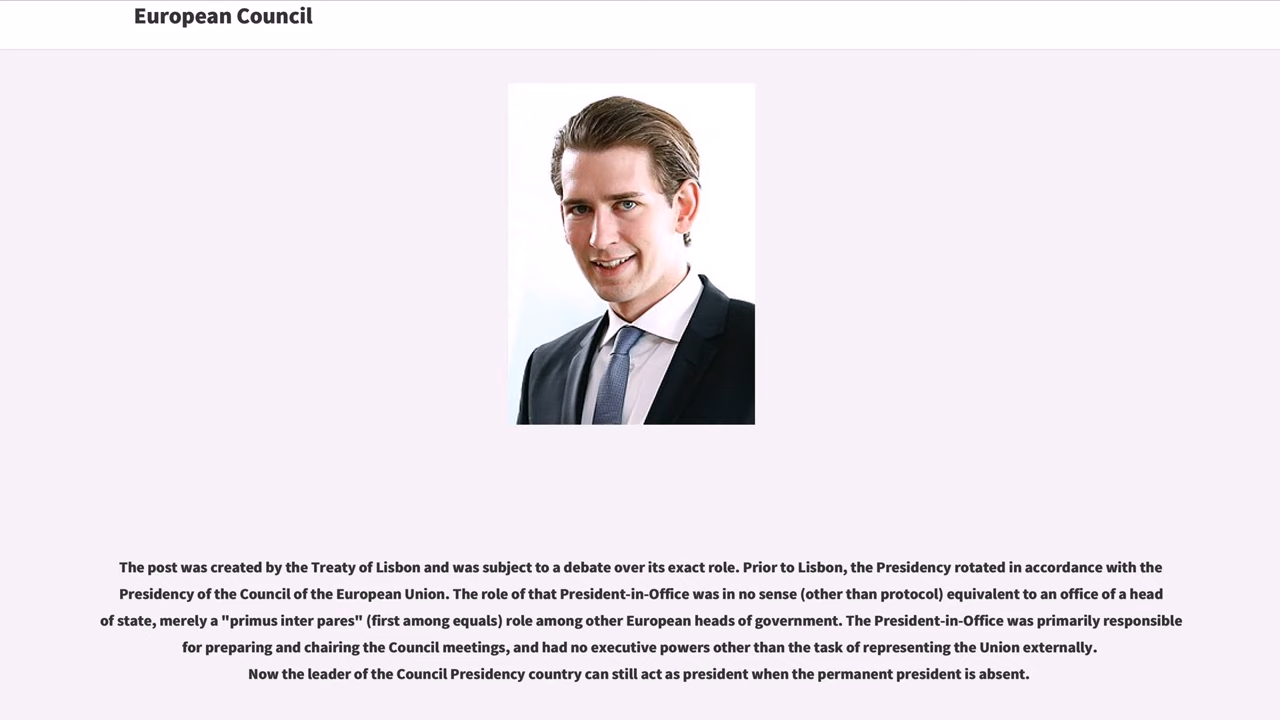 European Council
The post was created by the Treaty of Lisbon and was subject to a debate over its exact role. Prior to Lisbon, the Presidency rotated in accordance with the
Presidency of the Council of the European Union. The role of that President-in-Office was in no sense (other than protocol) equivalent to an office of a head
of state, merely a "primus inter pares" (first among equals) role among other European heads of government. The President-in-Office was primarily responsible
for preparing and chairing the Council meetings, and had no executive powers other than the task of representing the Union externally.
Now the leader of the Council Presidency country can still act as president when the permanent president is absent.